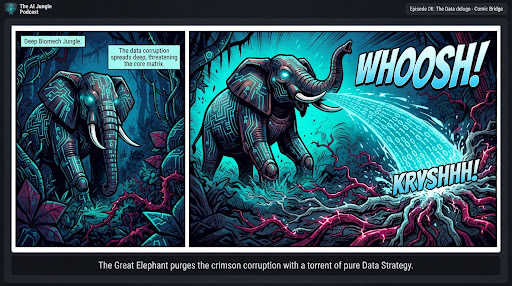 The AI Jungle
Podcast
Episode 08: The Data deluge - Comic Bridge
Deep Biomech Jungle.
The data corruption
spreads deep, threatening
the core matrix.
WHOOSH!
KRVSHHH!
The Great Elephant purges the crimson corruption with a torrent of pure Data Strategy.